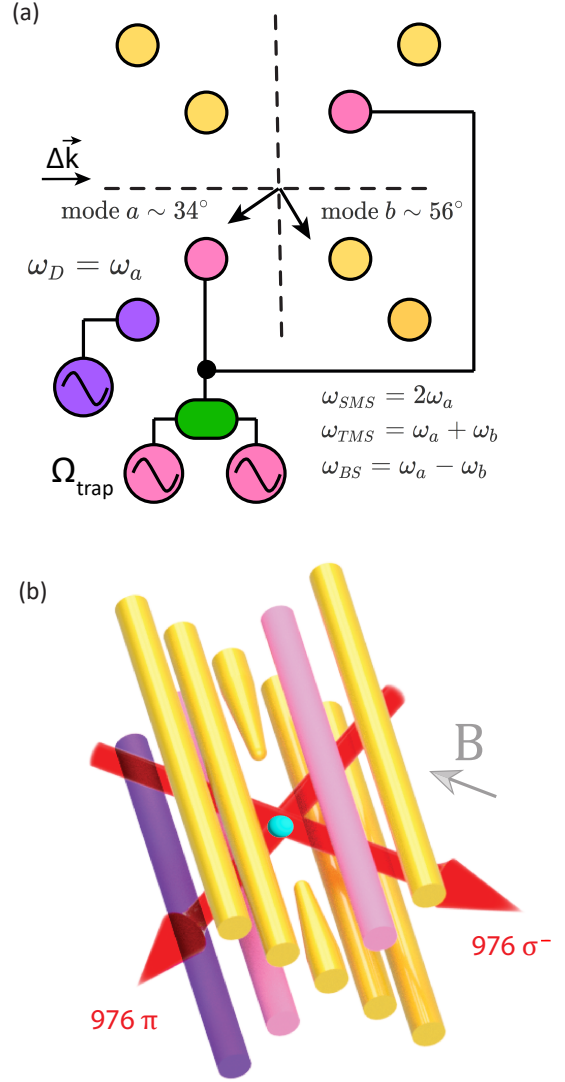 (a)
Δk⃗
mode a ~ 34°
mode b ~ 56°
ω_D = ω_a
ω_SMS = 2ω_a
ω_TMS = ω_a + ω_b
ω_BS = ω_a − ω_b
Ω_trap
(b)
B
976 σ⁻
976 π